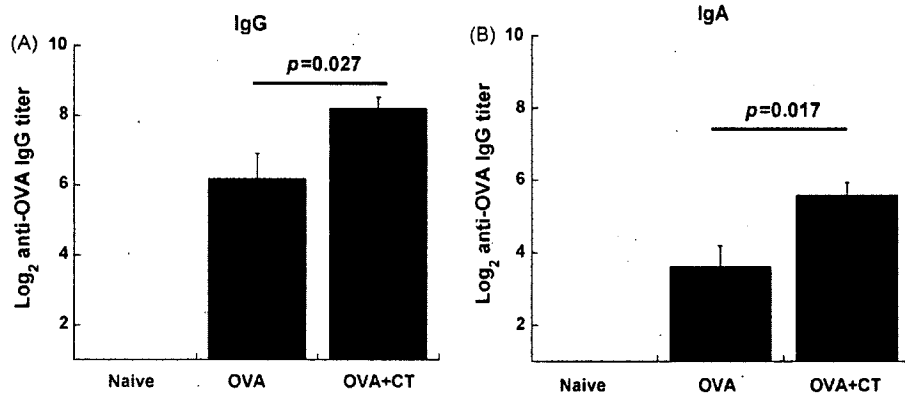 (A)
IgG
Log2 anti-OVA IgG titer
10
8
6
4
2
p=0.027
Naive
OVA
OVA+CT
(B)
IgA
Log2 anti-OVA IgG titer
10
8
6
4
2
p=0.017
Naive
OVA
OVA+CT